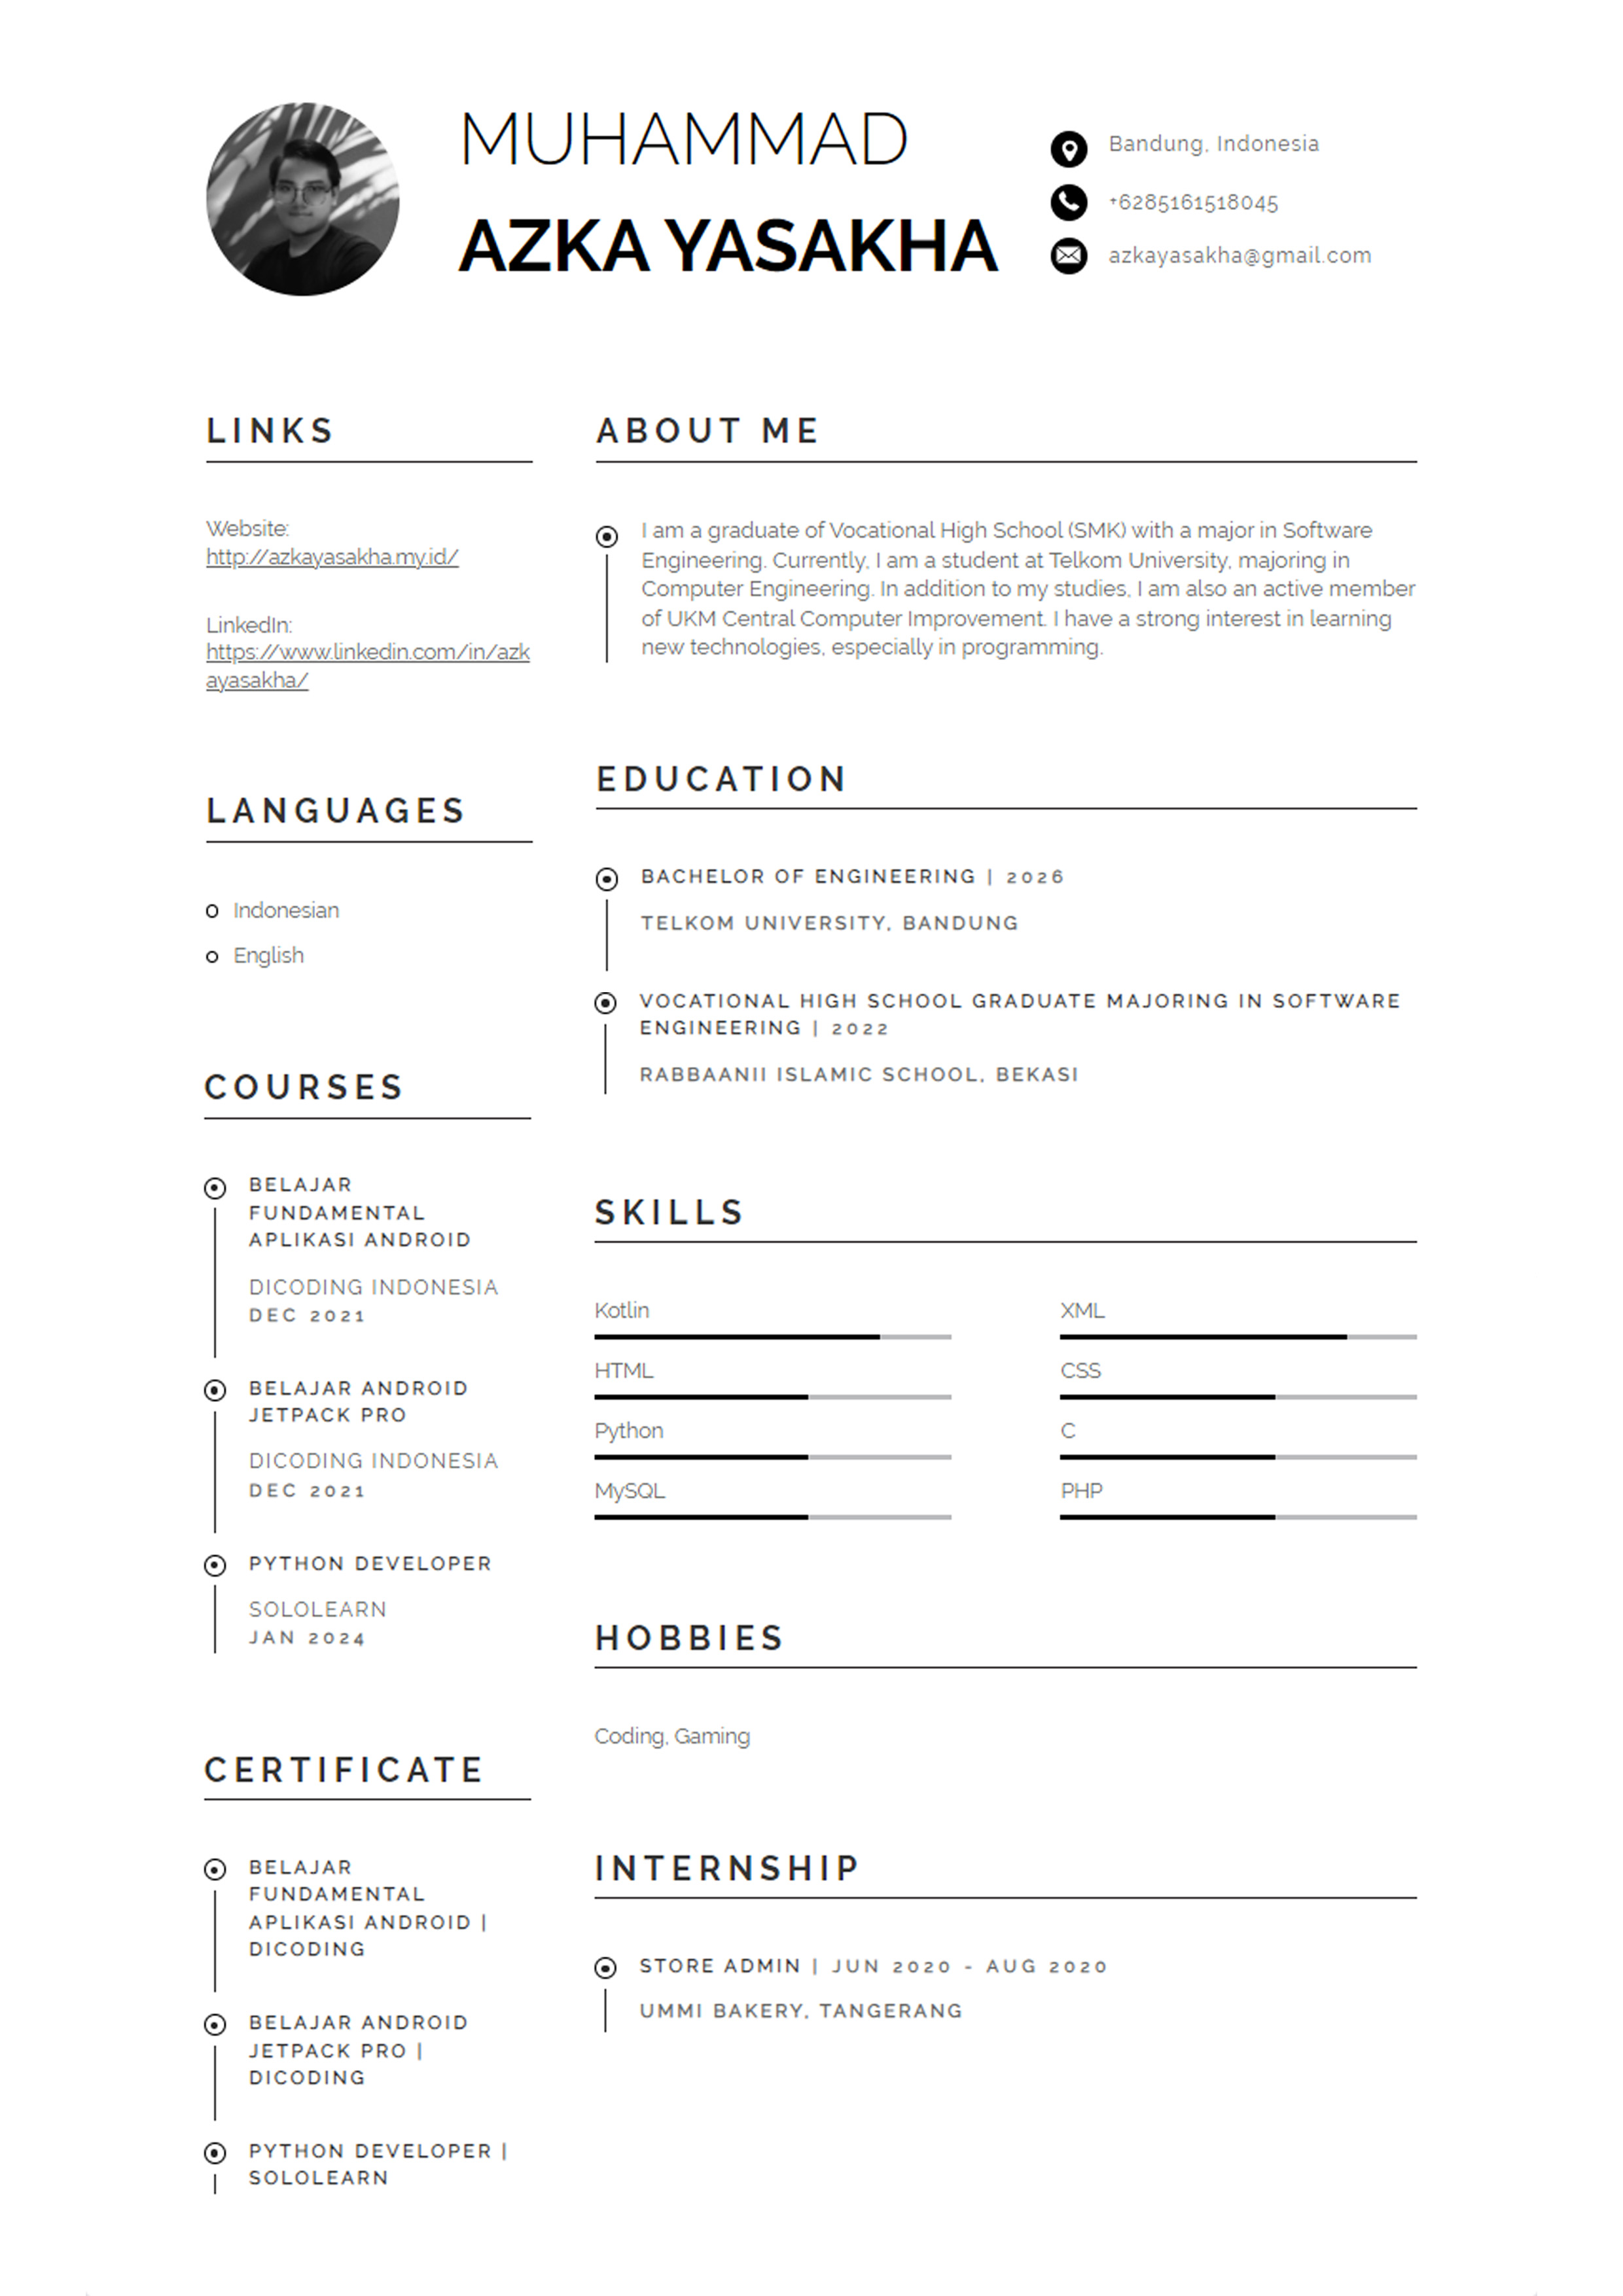 MUHAMMAD
AZKA YASAKHA
Bandung, Indonesia
+6285161518045
azkayasakha@gmail.com
LINKS
Website:
http://azkayasakha.my.id/
LinkedIn:
https://www.linkedin.com/in/azk
ayasakha/
LANGUAGES
Indonesian
English
COURSES
BELAJAR
FUNDAMENTAL
APLIKASI ANDROID
DICODING INDONESIA
DEC 2021
BELAJAR ANDROID
JETPACK PRO
DICODING INDONESIA
DEC 2021
PYTHON DEVELOPER
SOLOLEARN
JAN 2024
CERTIFICATE
BELAJAR
FUNDAMENTAL
APLIKASI ANDROID |
DICODING
BELAJAR ANDROID
JETPACK PRO |
DICODING
PYTHON DEVELOPER |
SOLOLEARN
ABOUT ME
I am a graduate of Vocational High School (SMK) with a major in Software
Engineering. Currently, I am a student at Telkom University, majoring in
Computer Engineering. In addition to my studies, I am also an active member
of UKM Central Computer Improvement. I have a strong interest in learning
new technologies, especially in programming.
EDUCATION
BACHELOR OF ENGINEERING | 2026
TELKOM UNIVERSITY, BANDUNG
VOCATIONAL HIGH SCHOOL GRADUATE MAJORING IN SOFTWARE
ENGINEERING | 2022
RABBAANII ISLAMIC SCHOOL, BEKASI
SKILLS
Kotlin
XML
HTML
CSS
Python
C
MySQL
PHP
HOBBIES
Coding, Gaming
INTERNSHIP
STORE ADMIN | JUN 2020 - AUG 2020
UMMI BAKERY, TANGERANG